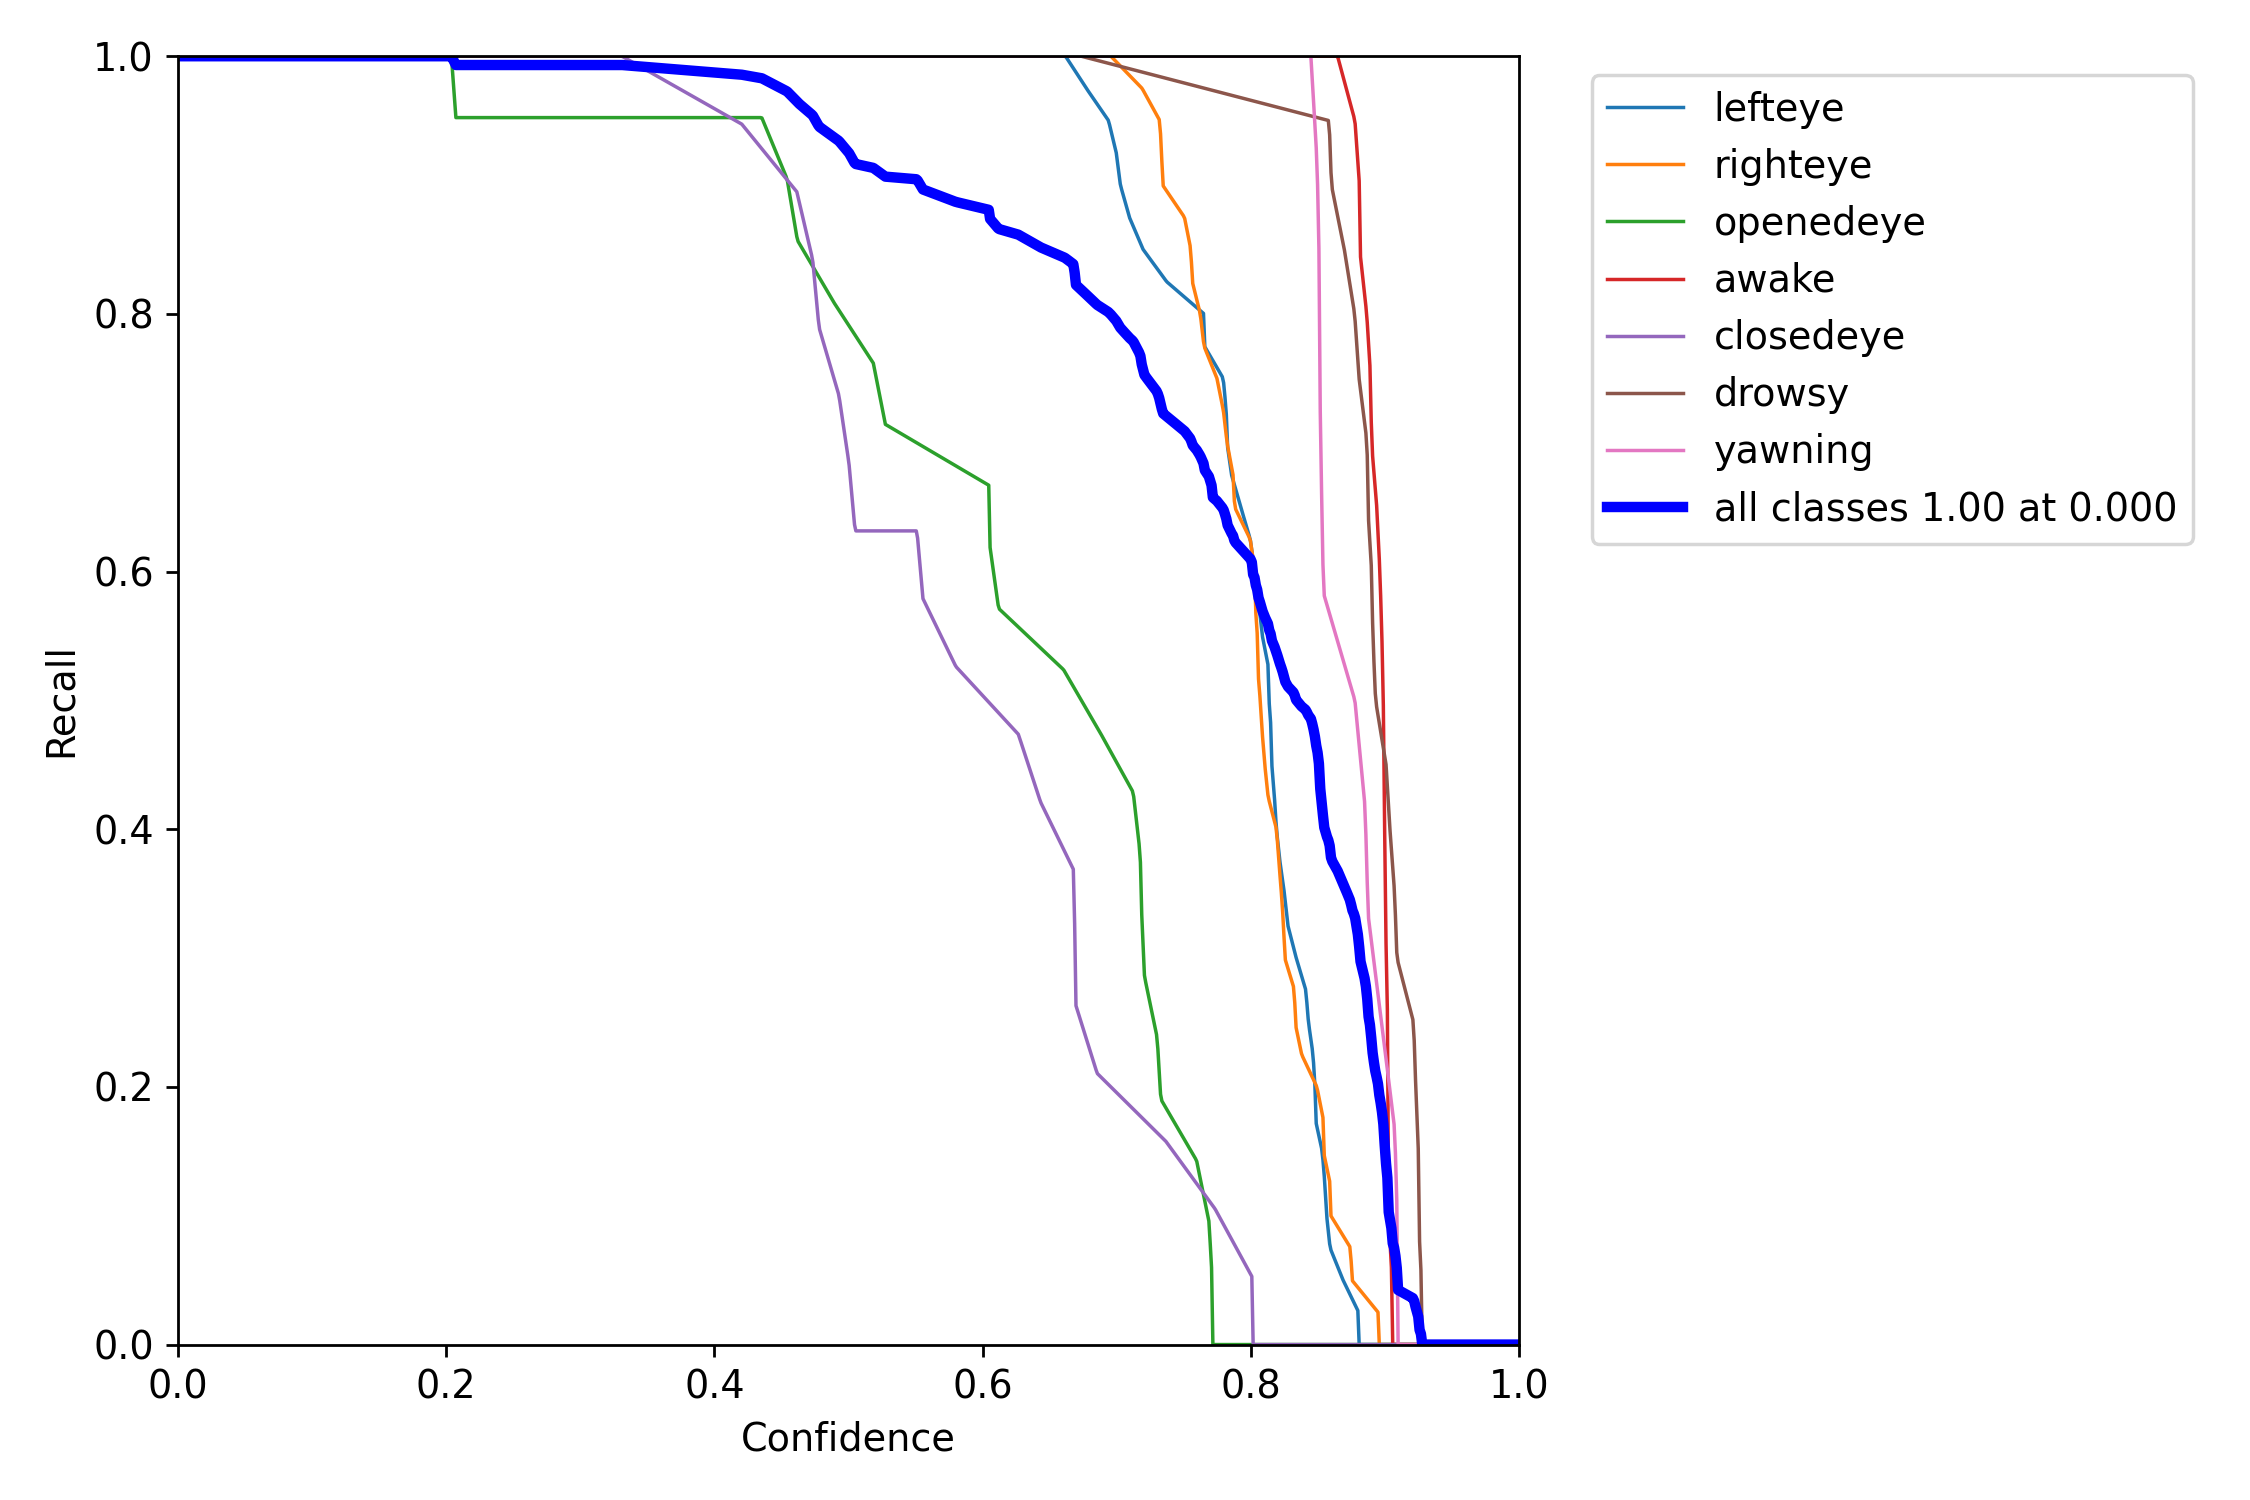 1.0
0.8
0.6
0.4
0.2
0.0
0.0 0.2 0.4 0.6 0.8 1.0
Recall
Confidence
lefteye
righteye
openedeye
awake
closedeye
drowsy
yawning
all classes 1.00 at 0.000